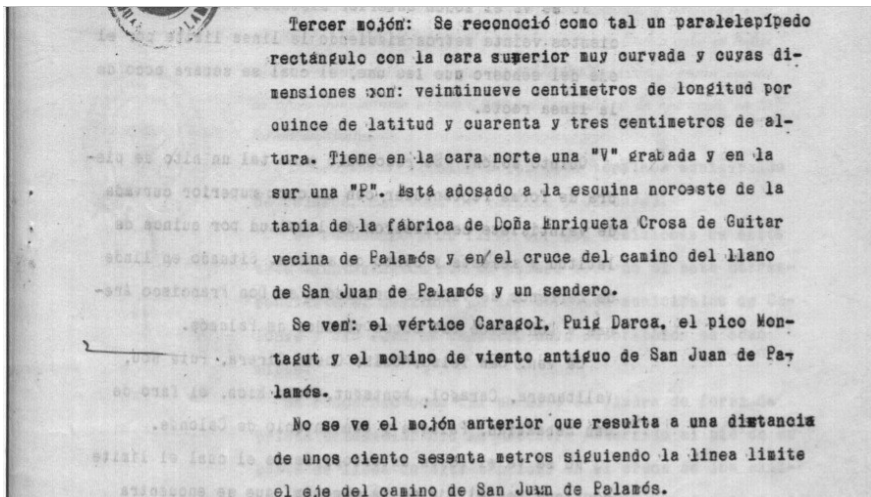 Tercer mojón: Se reconoció como tal un paralelepípedo
rectángulo con la cara superior muy curvada y cuyas di-
mensiones son: veintinueve centimetros de longitud por
quince de latitud y cuarenta y tres centimetros de al-
tura. Tiene en la cara norte una "V" grabada y en la
sur una "P". Está adosado a la esquina noroeste de la
tapia de la fábrica de Doña Enriqueta Crosa de Guitar
vecina de Palamós y en el cruce del camino del llano
de San Juan de Palamós y un sendero.
Se ven: el vértice Caragol, Puig Daroa, el pico Mon-
tagut y el molino de viento antiguo de San Juan de Pa-
lamós.
No se ve el mojón anterior que resulta a una distancia
de unos ciento sesenta metros siguiendo la linea limite
el eje del camino de San Juan de Palamós.